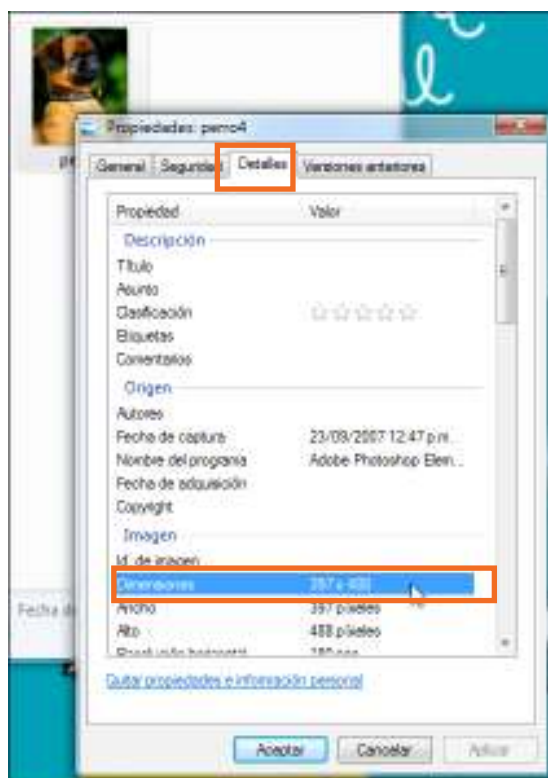 Propiedades: perro4
General Seguridad Detalles Versiones anteriores
Propiedad Valor
Descripción
Título
Asunto
Clasificación
Etiquetas
Comentarios
Origen
Autores
Fecha de captura 23/09/2007 12:47 p.m.
Nombre del programa Adobe Photoshop Elem...
Fecha de adquisición
Copyright
Imagen
Id. de imagen
Dimensiones
Ancho 397 píxeles
Alto 488 píxeles
Fecha de
Quitar propiedades e información personal
Aceptar Cancelar Aplicar